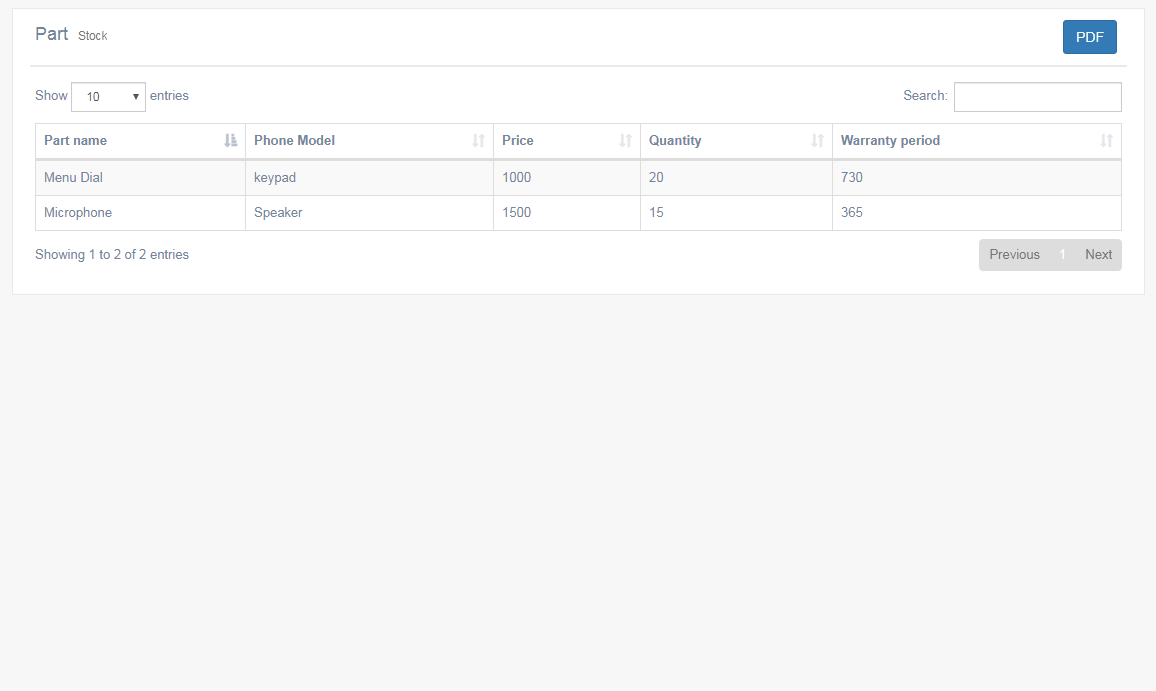 Part Stock
PDF
Show 10 entries
Search:
Part name Phone Model Price Quantity Warranty period
Menu Dial keypad 1000 20 730
Microphone Speaker 1500 15 365
Showing 1 to 2 of 2 entries
Previous 1 Next